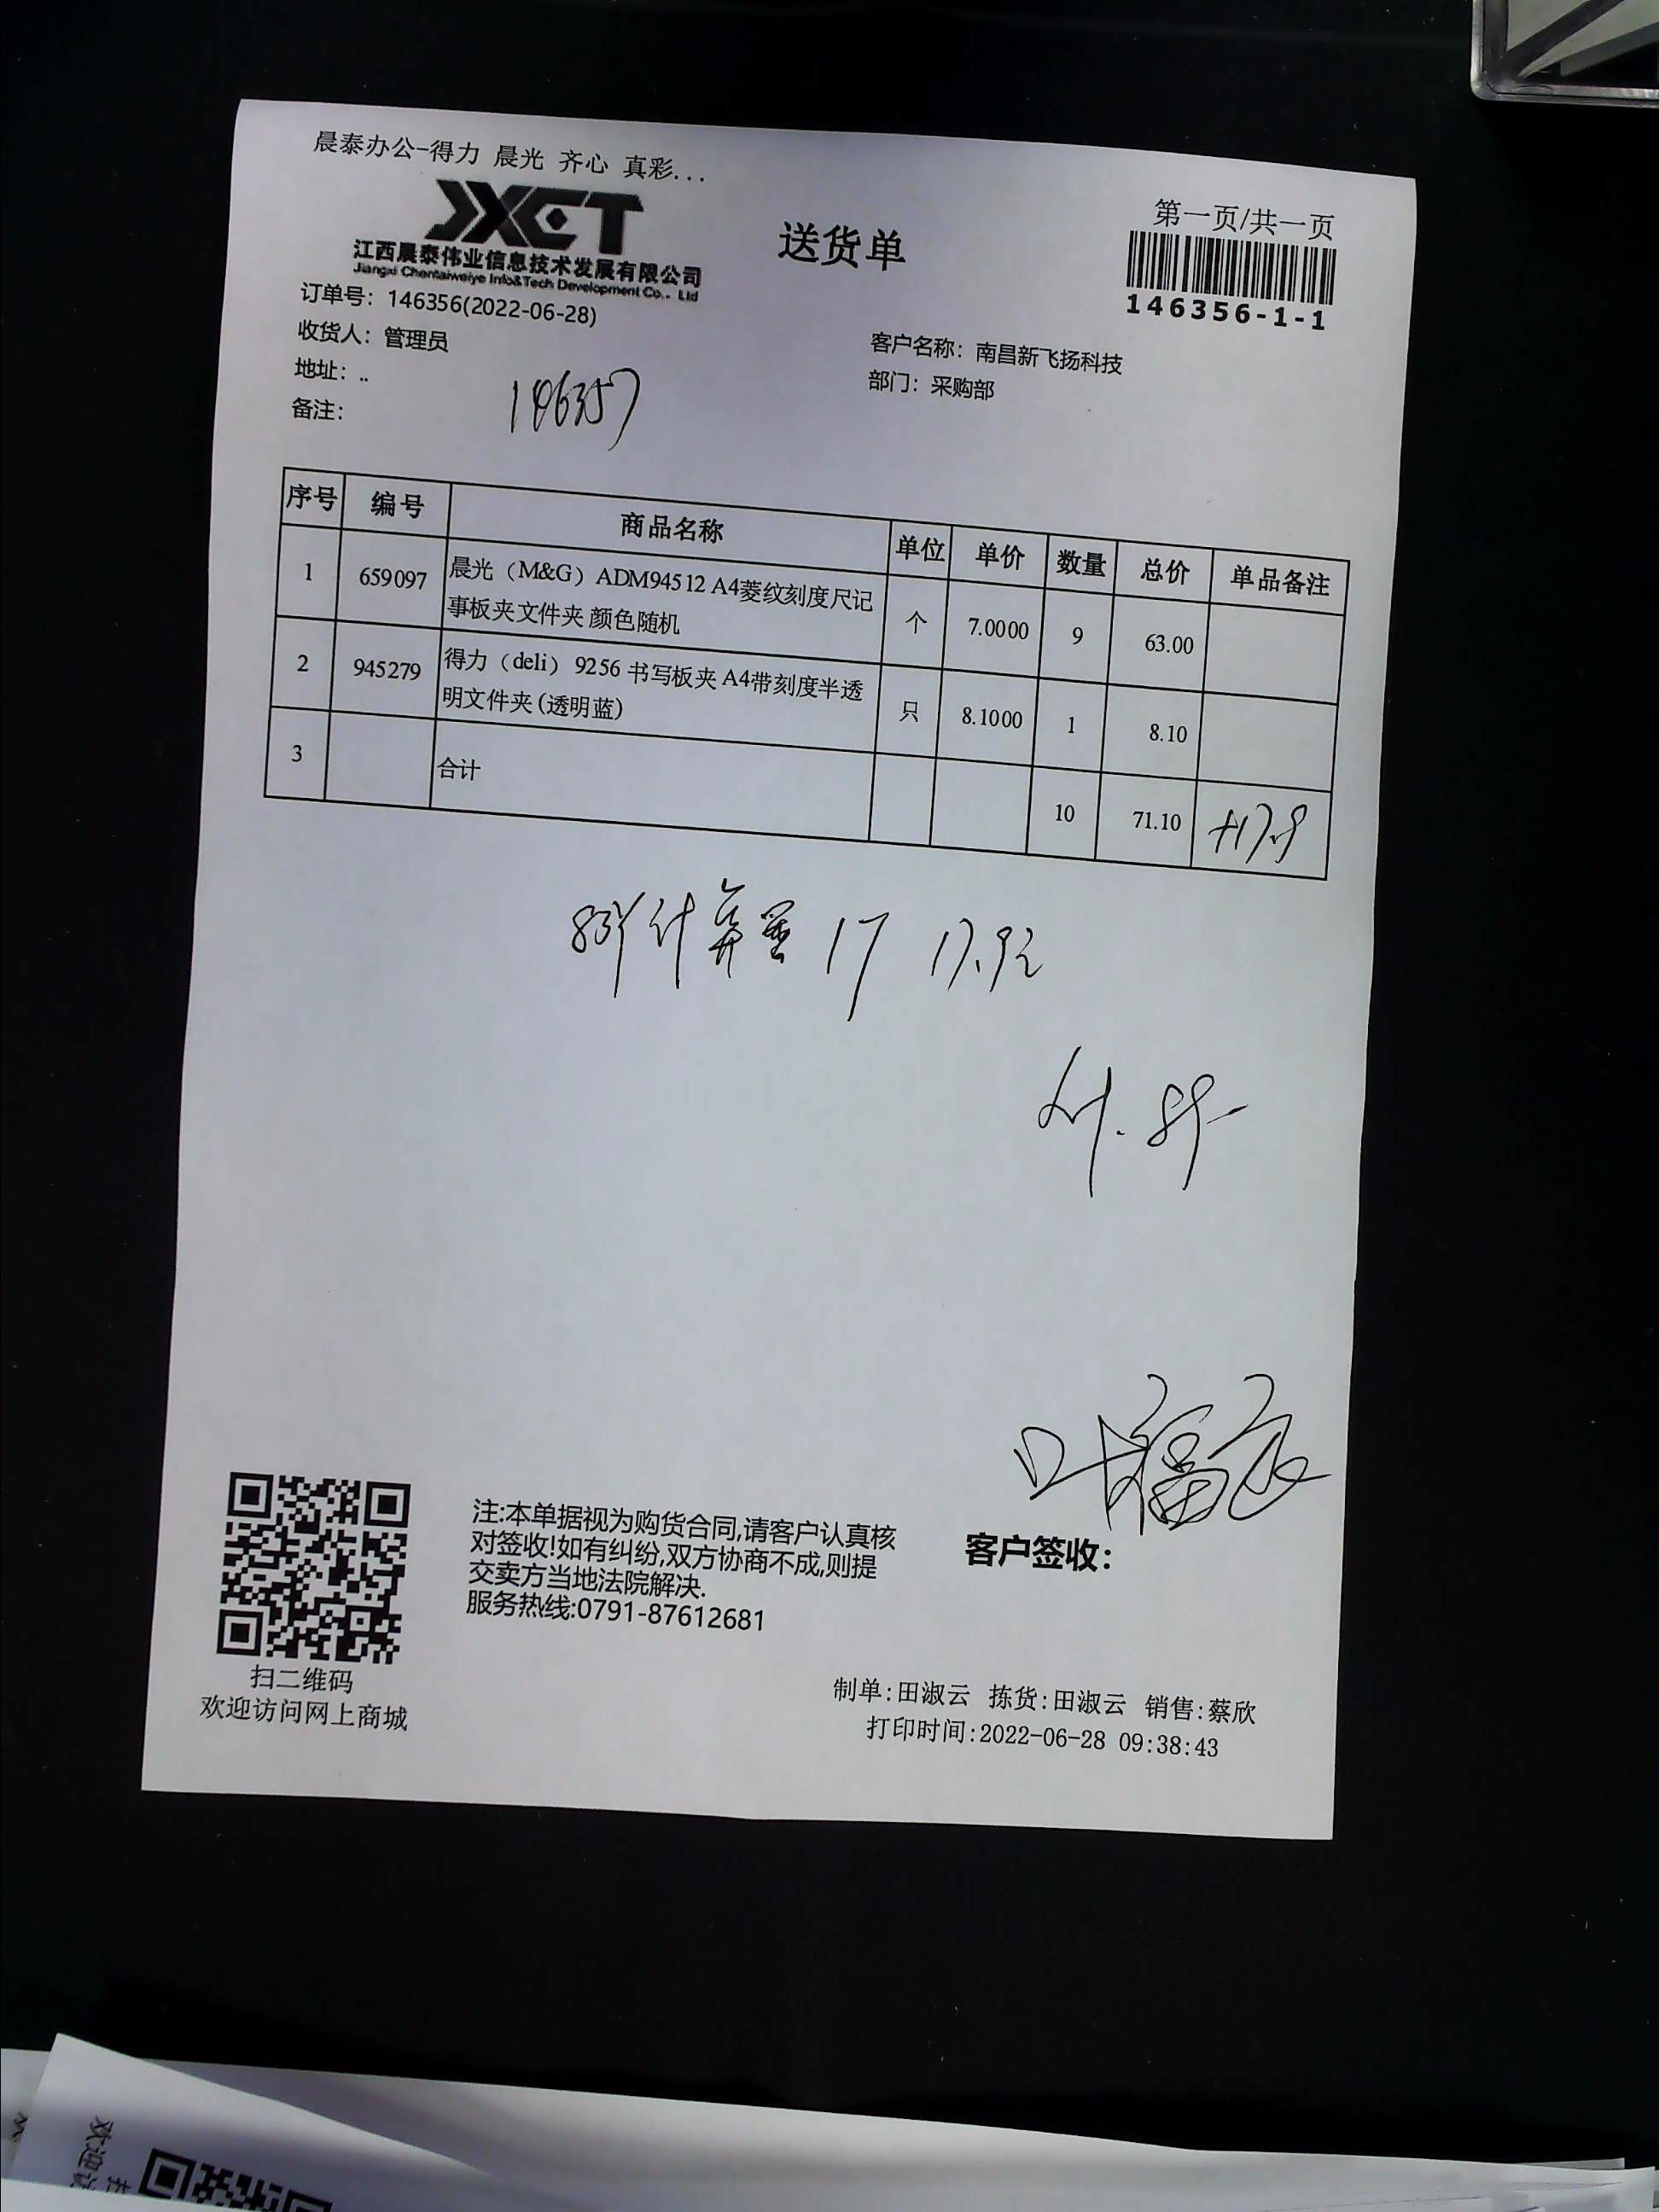 晨泰办公-得力 晨光 齐心 真彩...
JXCT
江西晨泰伟业信息技术发展有限公司
Jiangxi Chentaiweiye Info&Tech Development Co., Ltd
送货单
第一页/共一页
146356-1-1
订单号：146356(2022-06-28)
收货人：管理员
客户名称：南昌新飞扬科技
地址：..
部门：采购部
备注：
146357
序号 编号 商品名称 单位 单价 数量 总价 单品备注
1 659097 晨光（M&G）ADM94512 A4菱纹刻度尺记
事板夹文件夹 颜色随机 个 7.0000 9 63.00
2 945279 得力（deli）9256 书写板夹 A4带刻度半透
明文件夹(透明蓝) 只 8.1000 1 8.10
3 合计 10 71.10 +17.9
837 计算器 1个 17.9元
客户签收：
注:本单据视为购货合同,请客户认真核
对签收!如有纠纷,双方协商不成,则提
交卖方当地法院解决.
服务热线:0791-87612681
扫二维码
欢迎访问网上商城
制单:田淑云 拣货:田淑云 销售:蔡欣
打印时间:2022-06-28 09:38:43